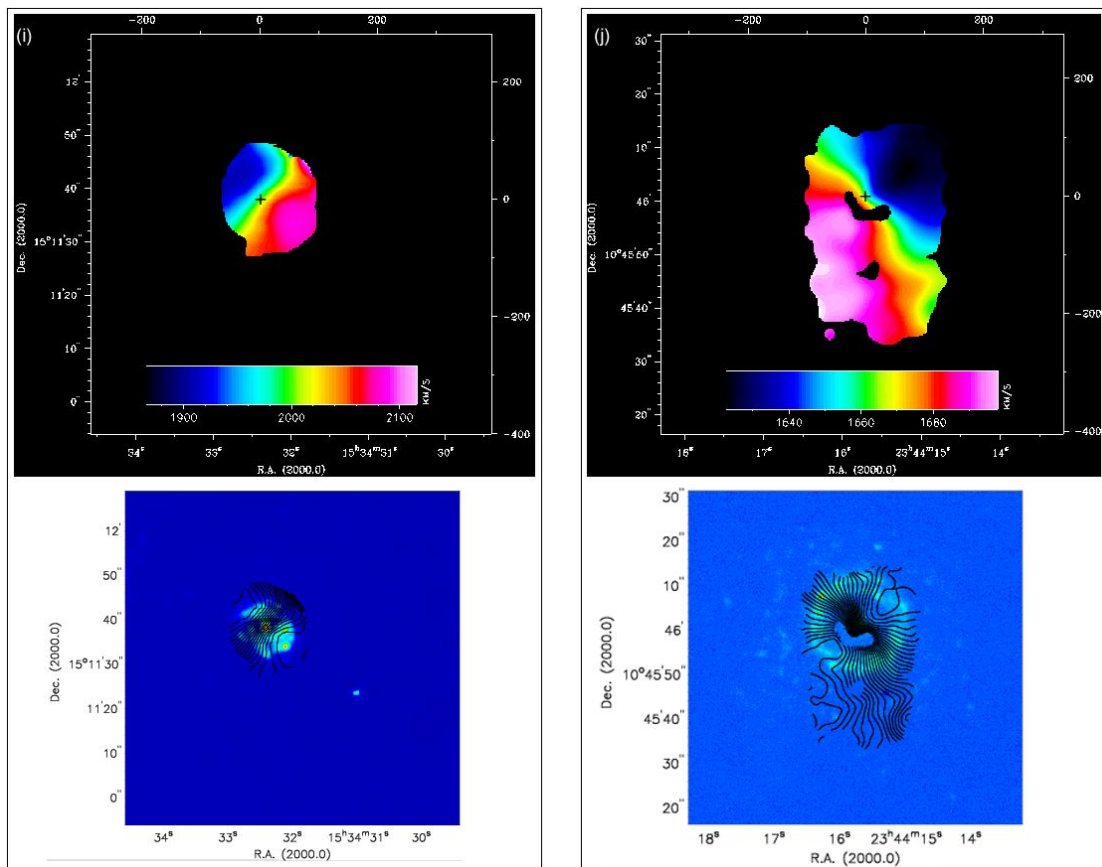 (i)
-200 0 200
12'
50"
40"
15°11'30"
11'20"
10"
0"
Dec. (2000.0)
200
0
-200
-400
1900 2000 2100
KM/S
34ˢ 33ˢ 32ˢ 15ʰ34ᵐ31ˢ 30ˢ
R.A. (2000.0)
(j)
-200 0 200
30"
20"
10"
46'
10°45'50"
45'40"
30"
20"
Dec. (2000.0)
200
0
-200
-400
1640 1660 1680
KM/S
18ˢ 17ˢ 16ˢ 23ʰ44ᵐ15ˢ 14ˢ
R.A. (2000.0)
12'
50"
40"
15°11'30"
11'20"
10"
0"
Dec. (2000.0)
34ˢ 33ˢ 32ˢ 15ʰ34ᵐ31ˢ 30ˢ
R.A. (2000.0)
30"
20"
10"
46'
10°45'50"
45'40"
30"
20"
Dec. (2000.0)
18ˢ 17ˢ 16ˢ 23ʰ44ᵐ15ˢ 14ˢ
R.A. (2000.0)